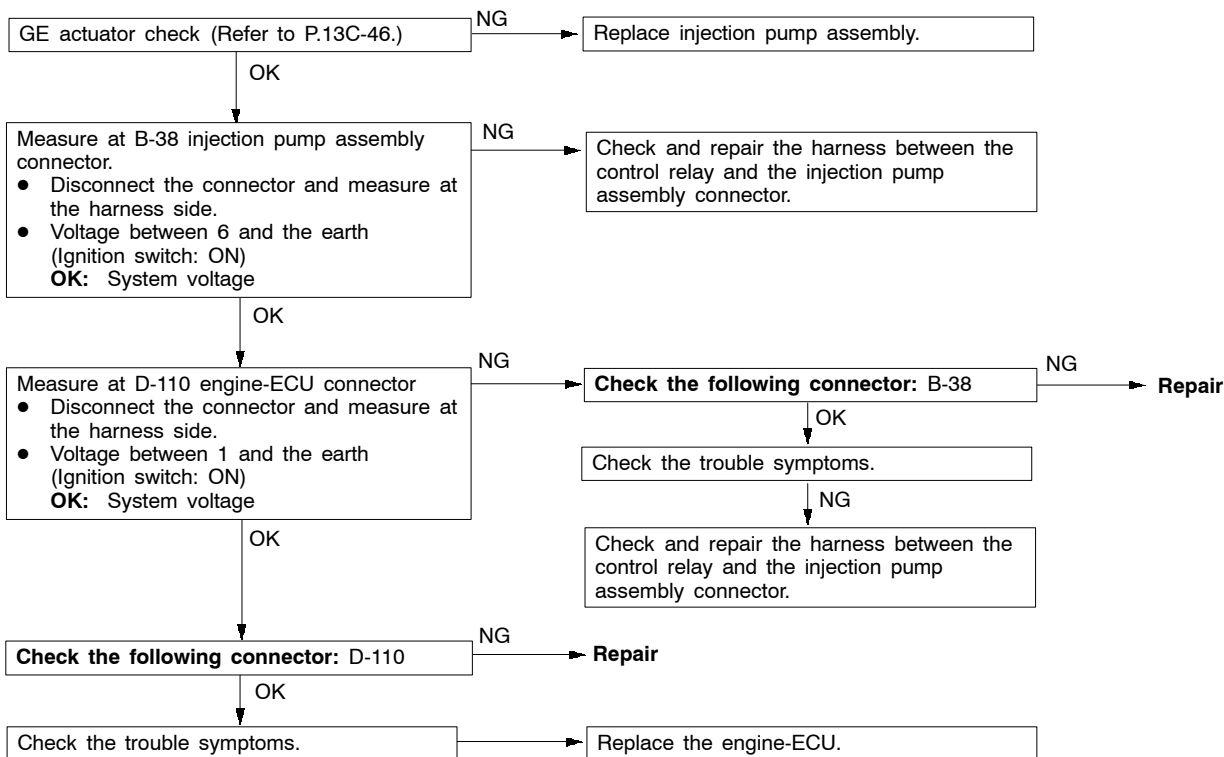 GE actuator check (Refer to P.13C-46.)
NG
Replace injection pump assembly.
OK
Measure at B-38 injection pump assembly
connector.
● Disconnect the connector and measure at
the harness side.
● Voltage between 6 and the earth
(Ignition switch: ON)
OK: System voltage
NG
Check and repair the harness between the
control relay and the injection pump
assembly connector.
OK
Measure at D-110 engine-ECU connector
● Disconnect the connector and measure at
the harness side.
● Voltage between 1 and the earth
(Ignition switch: ON)
OK: System voltage
NG
Check the following connector: B-38
NG
Repair
OK
Check the trouble symptoms.
NG
Check and repair the harness between the
control relay and the injection pump
assembly connector.
OK
Check the following connector: D-110
NG
Repair
OK
Check the trouble symptoms.
Replace the engine-ECU.